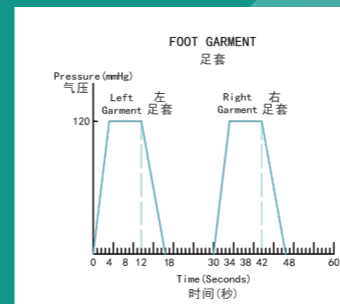 FOOT GARMENT
足套
Pressure(mmHg)
气压
Left 左
Garment 足套
Right 右
Garment 足套
120
0 4 8 12 18 30 34 38 42 48 60
Time(Seconds)
时间(秒)